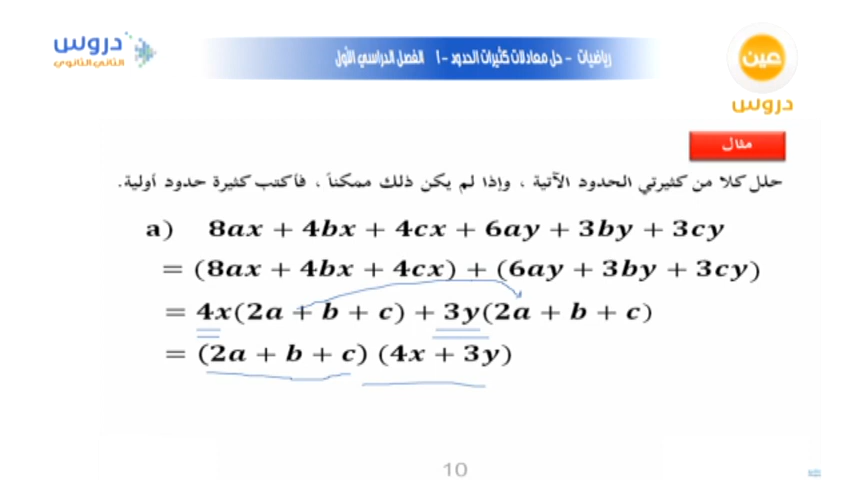 دروس
الثاني الثانوي
رياضيات - حل معادلات كثيرات الحدود - ١ الفصل الدراسي الأول
عين
دروس
مثال
حلل كلا من كثيرتي الحدود الآتية ، وإذا لم يكن ذلك ممكناً ، فأكتب كثيرة حدود أولية.
a) 8ax + 4bx + 4cx + 6ay + 3by + 3cy
= (8ax + 4bx + 4cx) + (6ay + 3by + 3cy)
= 4x(2a + b + c) + 3y(2a + b + c)
= (2a + b + c) (4x + 3y)
10